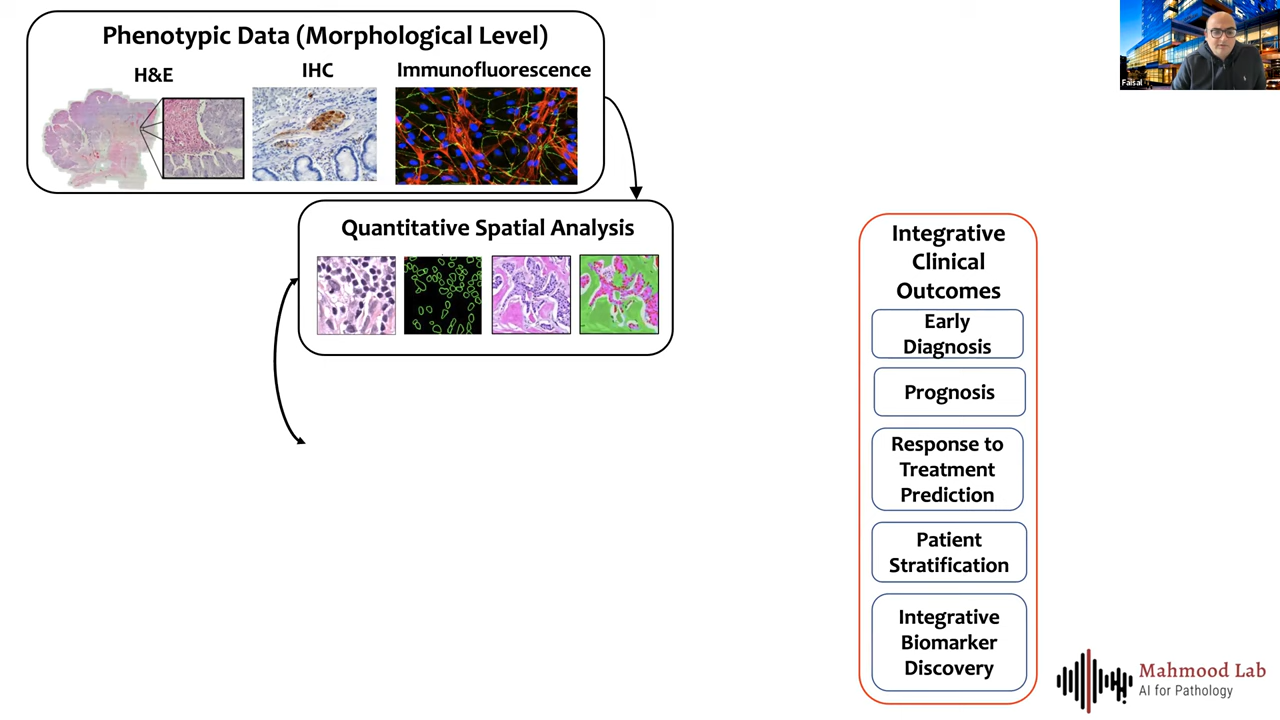 Phenotypic Data (Morphological Level)
H&E
IHC
Immunofluorescence
Quantitative Spatial Analysis
Integrative
Clinical
Outcomes
Early
Diagnosis
Prognosis
Response to
Treatment
Prediction
Patient
Stratification
Integrative
Biomarker
Discovery
Faisal
Mahmood Lab
AI for Pathology